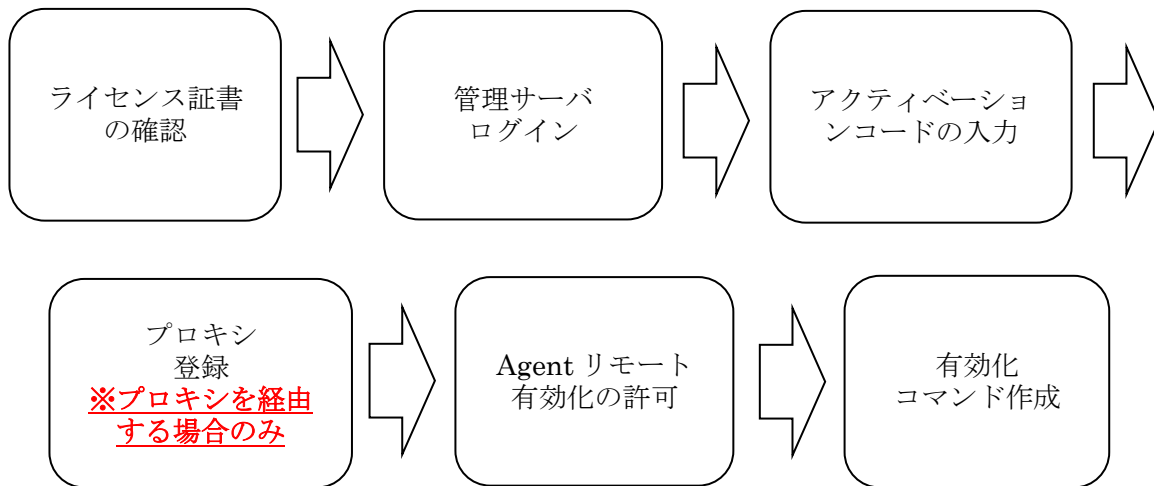 ライセンス証書
の確認
管理サーバ
ログイン
アクティベーショ
ンコードの入力
プロキシ
登録
※プロキシを経由
する場合のみ
Agent リモート
有効化の許可
有効化
コマンド作成